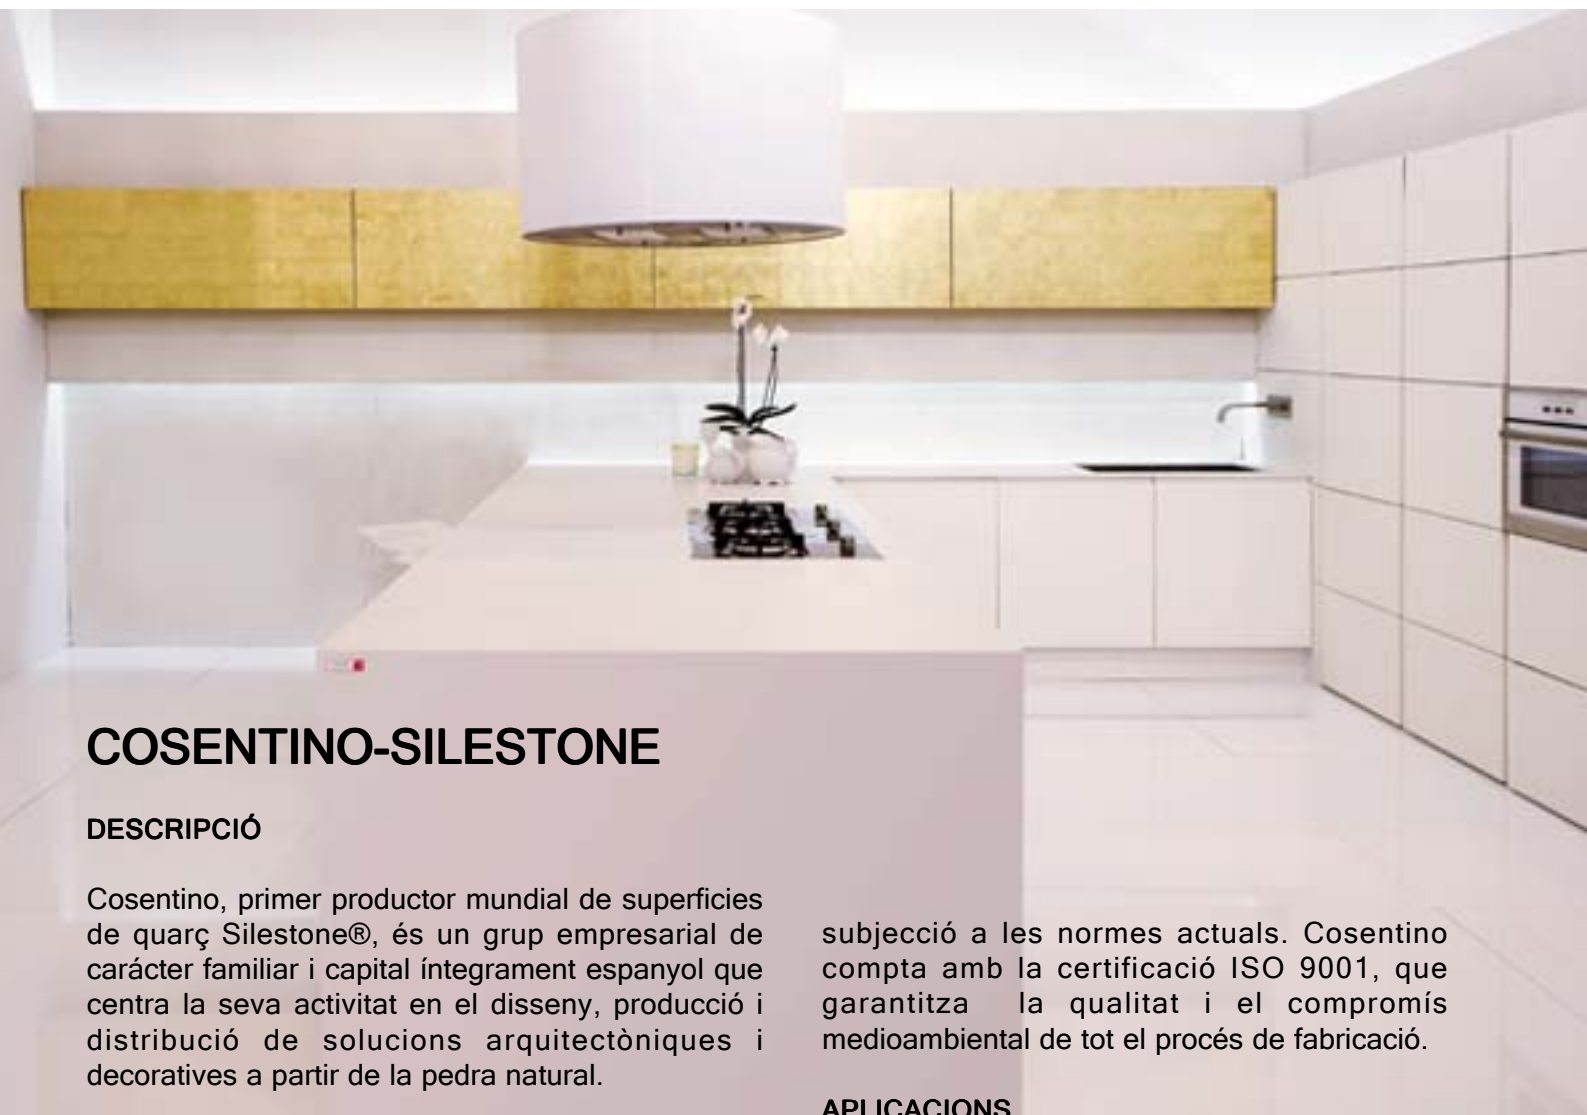 COSENTINO-SILESTONE
DESCRIPCIÓ
Cosentino, primer productor mundial de superficies
de quarç Silestone®, és un grup empresarial de
carácter familiar i capital íntegrament espanyol que
centra la seva activitat en el disseny, producció i
distribució de solucions arquitectòniques i
decoratives a partir de la pedra natural.
subjecció a les normes actuals. Cosentino
compta amb la certificació ISO 9001, que
garantitza la qualitat i el compromís
medioambiental de tot el procés de fabricació.
APLICACIONS